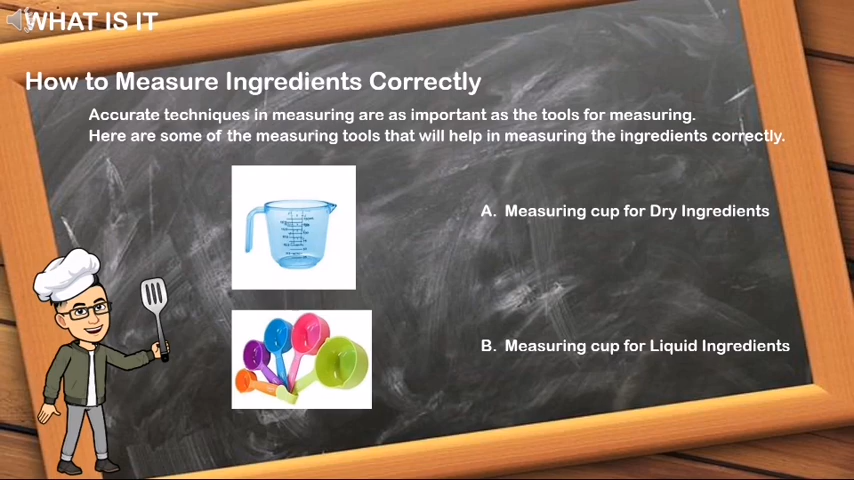 WHAT IS IT
How to Measure Ingredients Correctly
Accurate techniques in measuring are as important as the tools for measuring.
Here are some of the measuring tools that will help in measuring the ingredients correctly.
A. Measuring cup for Dry Ingredients
B. Measuring cup for Liquid Ingredients